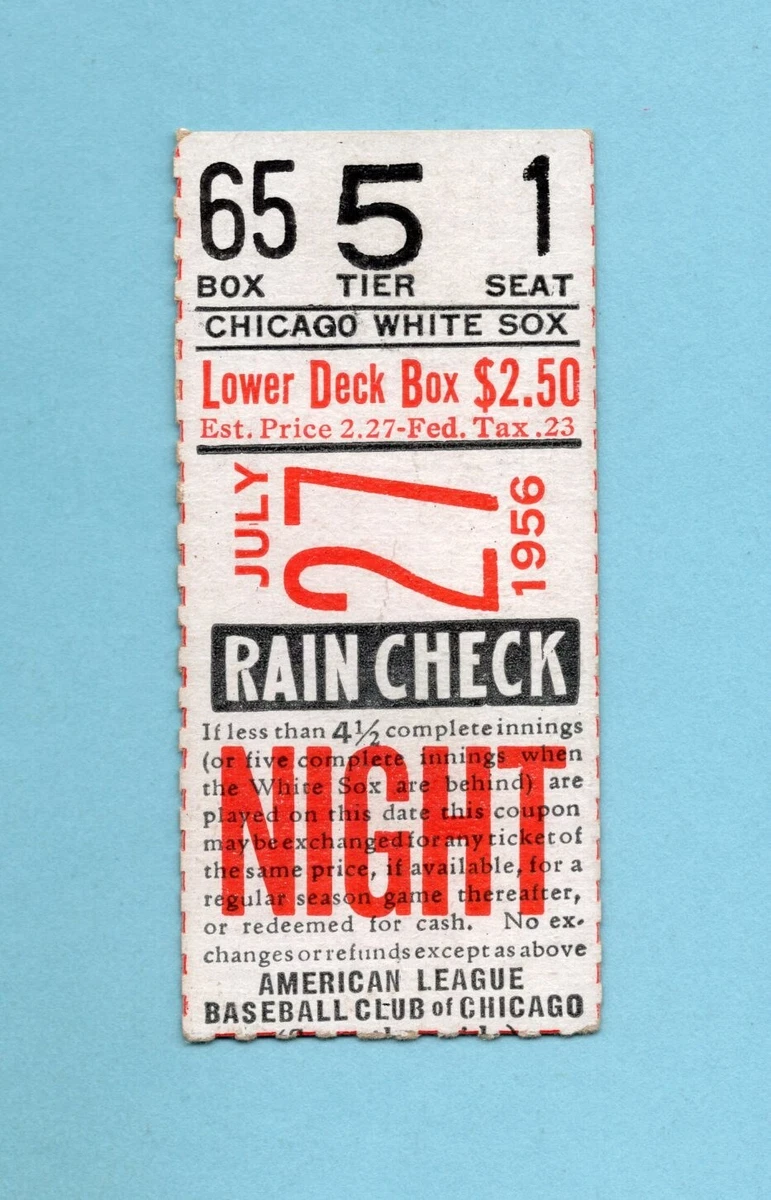 65 5 1
BOX TIER SEAT
CHICAGO WHITE SOX
Lower Deck Box $2.50
Est. Price 2.27-Fed. Tax .23
JULY 27 1956
RAIN CHECK
If less than 4½ complete innings
(or five complete innings when
the White Sox are behind) are
played on this date this coupon
may be exchanged for any ticket of
the same price, if available, for a
regular season game thereafter,
or redeemed for cash. No ex-
changes or refunds except as above
NIGHT
AMERICAN LEAGUE
BASEBALL CLUB of CHICAGO